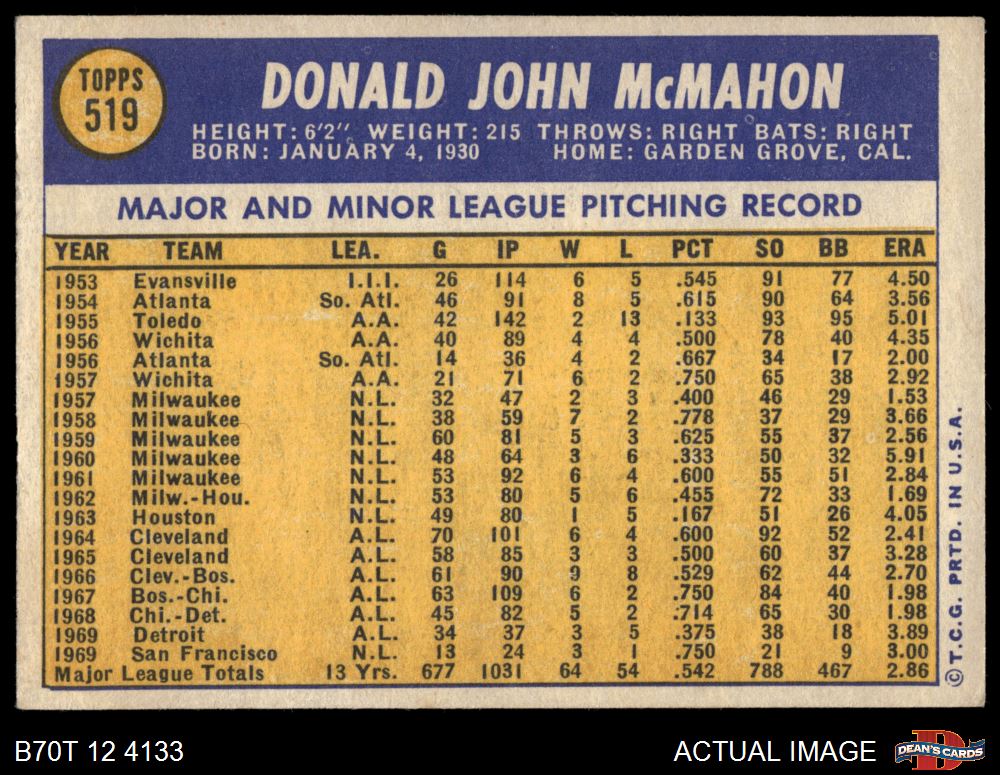 TOPPS
519
DONALD JOHN McMAHON
HEIGHT: 6'2" WEIGHT: 215 THROWS: RIGHT BATS: RIGHT
BORN: JANUARY 4, 1930 HOME: GARDEN GROVE, CAL.
MAJOR AND MINOR LEAGUE PITCHING RECORD
YEAR TEAM LEA. G IP W L PCT SO BB ERA
1953 Evansville I.I.I. 26 114 6 5 .545 91 77 4.50
1954 Atlanta So. Atl. 46 91 8 5 .615 90 64 3.56
1955 Toledo A.A. 42 142 2 13 .133 93 95 5.01
1956 Wichita A.A. 40 89 4 4 .500 78 40 4.35
1956 Atlanta So. Atl. 14 36 4 2 .667 34 17 2.00
1957 Wichita A.A. 21 71 6 2 .750 65 38 2.92
1957 Milwaukee N.L. 32 47 2 3 .400 46 29 1.53
1958 Milwaukee N.L. 38 59 7 2 .778 37 29 3.66
1959 Milwaukee N.L. 60 81 5 3 .625 55 37 2.56
1960 Milwaukee N.L. 48 64 3 6 .333 50 32 5.91
1961 Milwaukee N.L. 53 92 6 4 .600 55 51 2.84
1962 Milw.-Hou. N.L. 53 80 5 6 .455 72 33 1.69
1963 Houston N.L. 49 80 1 5 .167 51 26 4.05
1964 Cleveland A.L. 70 101 6 4 .600 92 52 2.41
1965 Cleveland A.L. 58 85 3 3 .500 60 37 3.28
1966 Clev.-Bos. A.L. 61 90 9 8 .529 62 44 2.70
1967 Bos.-Chi. A.L. 63 109 6 2 .750 84 40 1.98
1968 Chi.-Det. A.L. 45 82 5 2 .714 65 30 1.98
1969 Detroit A.L. 34 37 3 5 .375 38 18 3.89
1969 San Francisco N.L. 13 24 3 1 .750 21 9 3.00
Major League Totals 13 Yrs. 677 1031 64 54 .542 788 467 2.86
© T.C.G. PRTD. IN U.S.A.
B70T 12 4133
ACTUAL IMAGE
DEAN'S CARDS